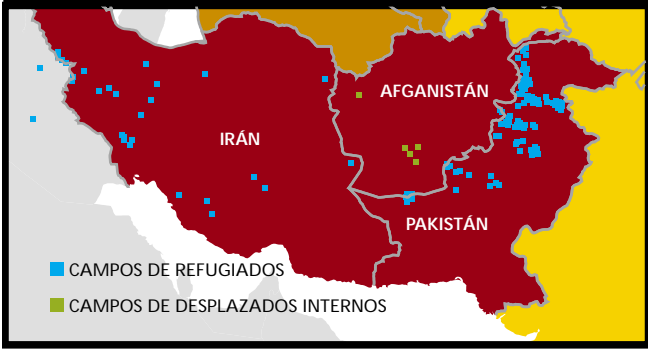 AFGANISTÁN
IRÁN
PAKISTÁN
CAMPOS DE REFUGIADOS
CAMPOS DE DESPLAZADOS INTERNOS